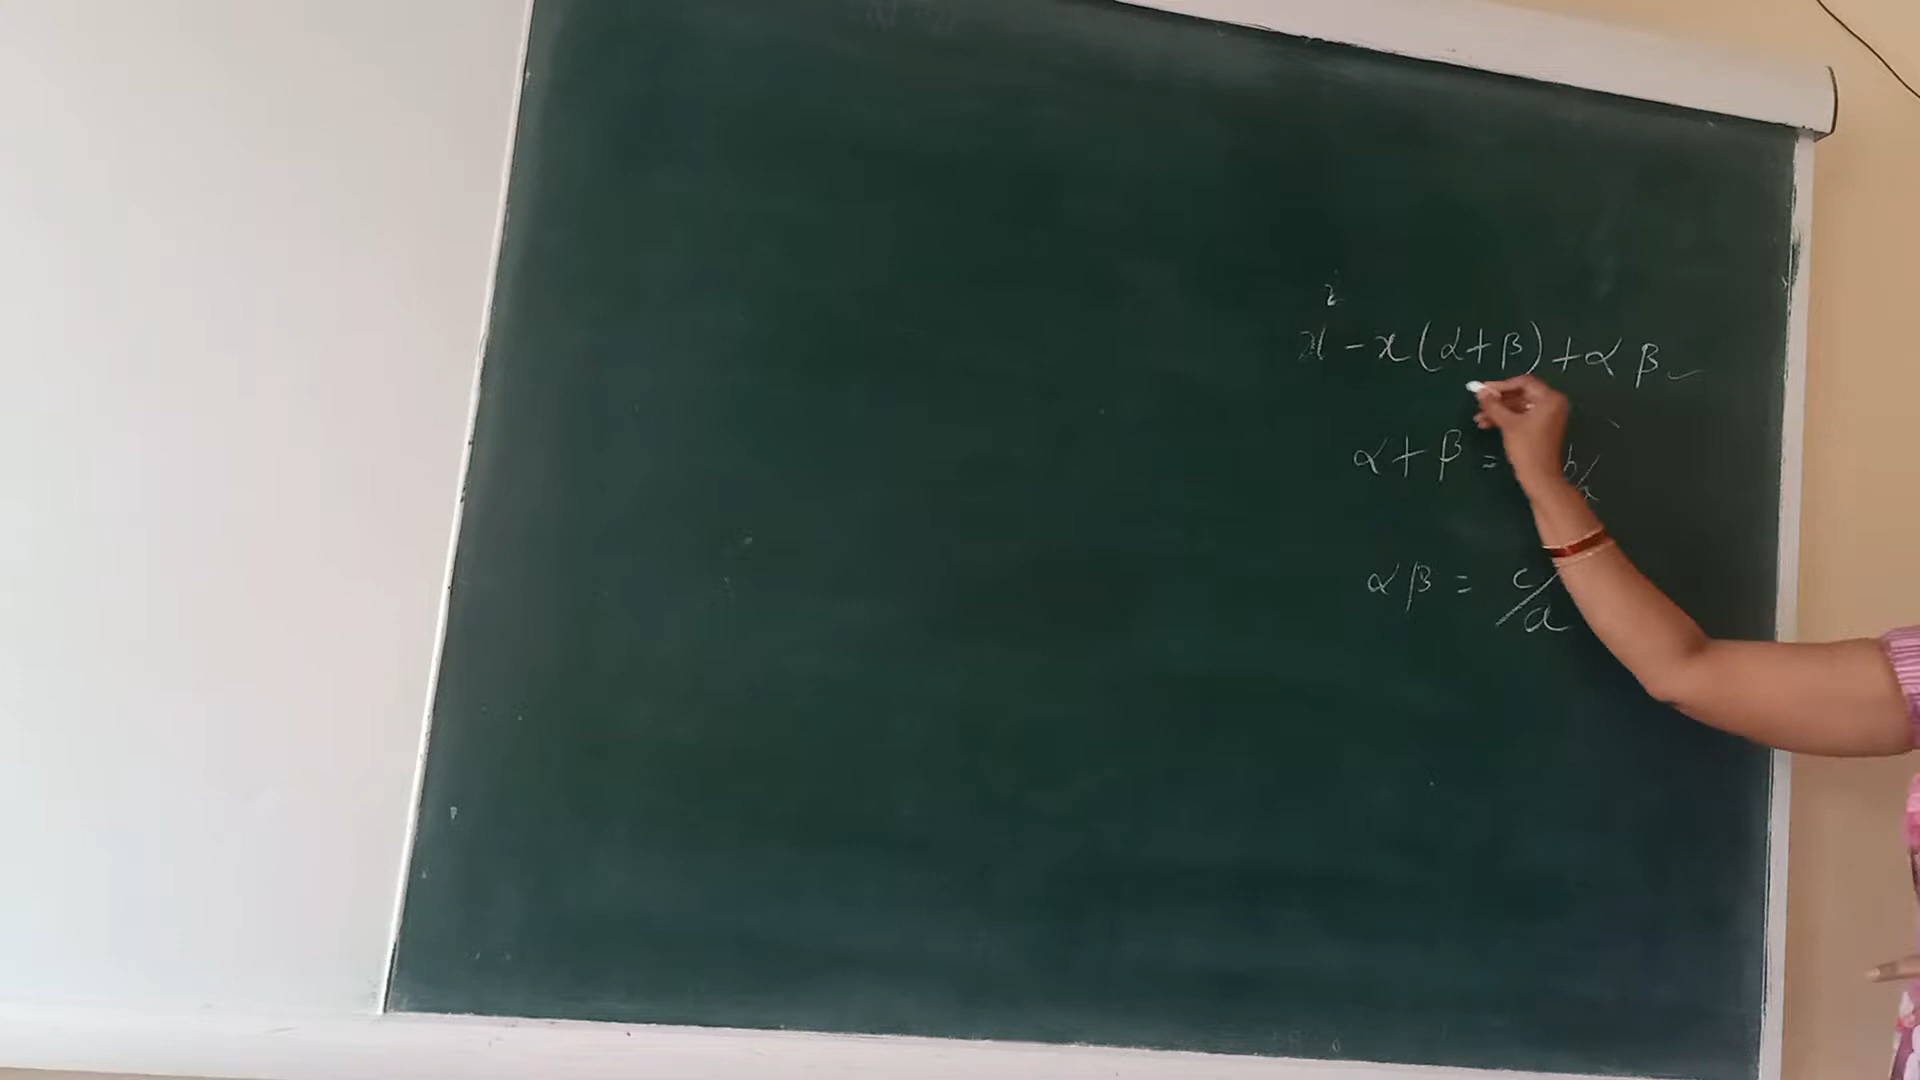 x² - x(α+β) + αβ
α+β = b/a
αβ = c/a